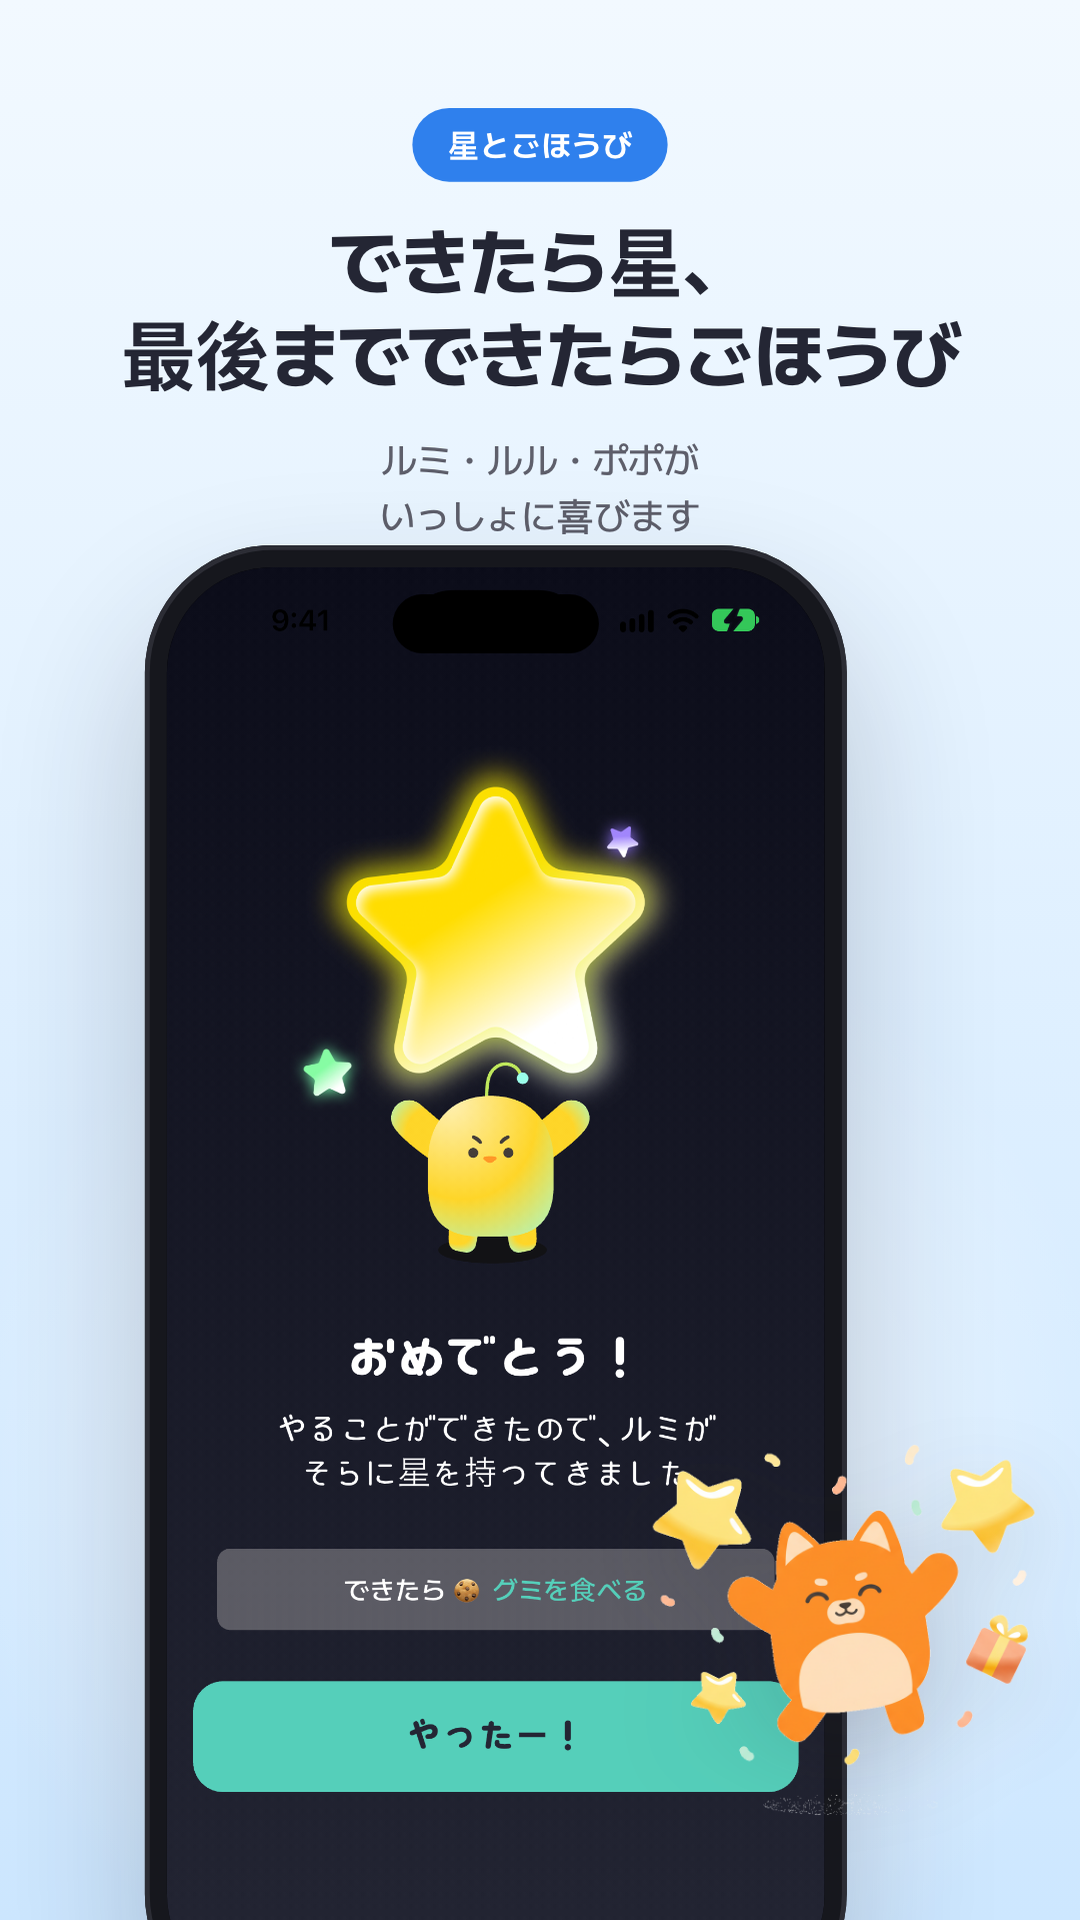 星とごほうび
できたら星、
最後までできたらごほうび
ルミ・ルル・ポポが
いっしょに喜びます
9:41
おめでとう！
やることができたので、ルミが
そらに星を持ってきました
できたら🍪 グミを食べる
やったー！